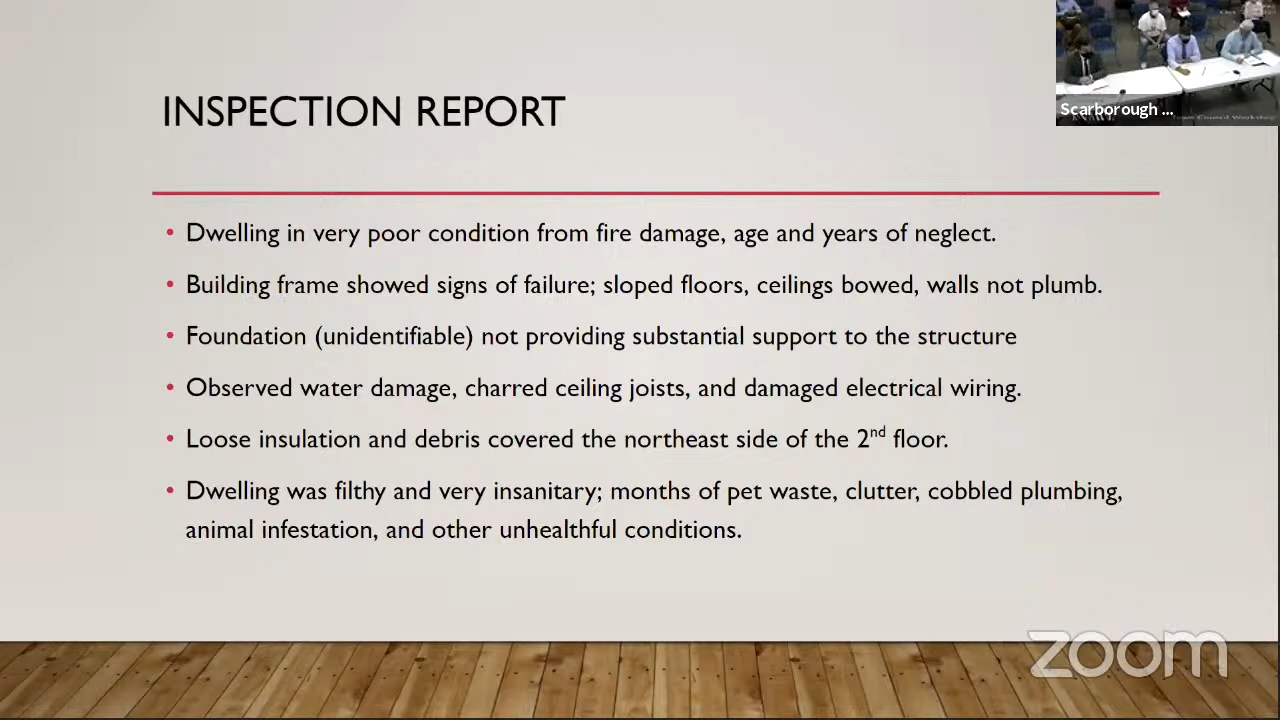 INSPECTION REPORT
• Dwelling in very poor condition from fire damage, age and years of neglect.
• Building frame showed signs of failure; sloped floors, ceilings bowed, walls not plumb.
• Foundation (unidentifiable) not providing substantial support to the structure
• Observed water damage, charred ceiling joists, and damaged electrical wiring.
• Loose insulation and debris covered the northeast side of the 2nd floor.
• Dwelling was filthy and very insanitary; months of pet waste, clutter, cobbled plumbing,
animal infestation, and other unhealthful conditions.
Scarborough ...
Council Workshop
zoom